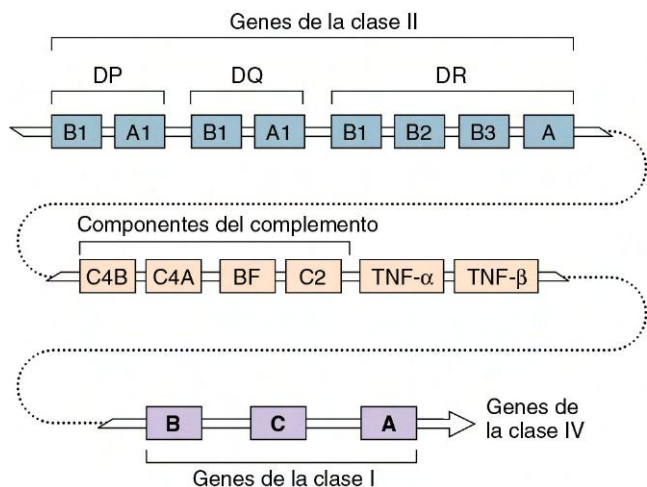 Genes de la clase II
DP DQ DR
B1 A1 B1 A1 B1 B2 B3 A
Componentes del complemento
C4B C4A BF C2 TNF-α TNF-β
B C A
Genes de
la clase IV
Genes de la clase I